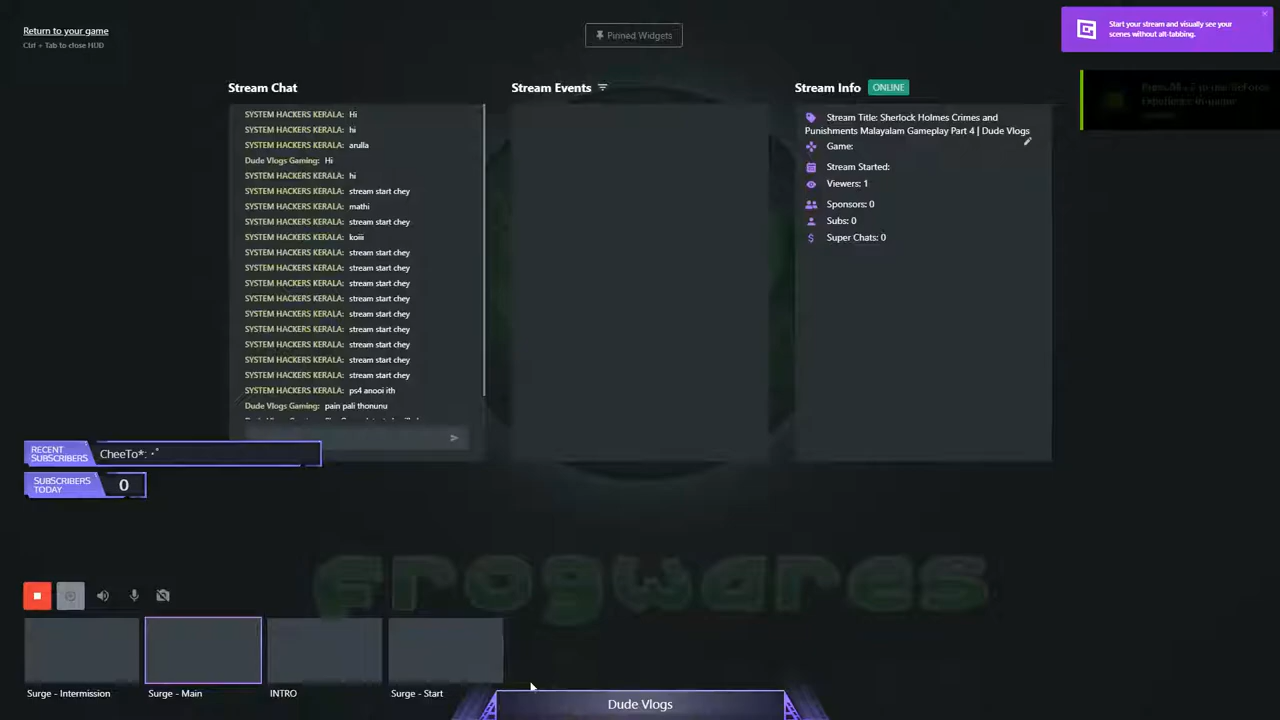 Return to your game
Ctrl + Tab to close HUD
Pinned Widgets
Start your stream and visually see your
scenes without alt-tabbing.
Stream Chat
SYSTEM HACKERS KERALA: Hi
SYSTEM HACKERS KERALA: hi
SYSTEM HACKERS KERALA: arulla
Dude Vlogs Gaming: Hi
SYSTEM HACKERS KERALA: hi
SYSTEM HACKERS KERALA: stream start chey
SYSTEM HACKERS KERALA: mathi
SYSTEM HACKERS KERALA: stream start chey
SYSTEM HACKERS KERALA: koiii
SYSTEM HACKERS KERALA: stream start chey
SYSTEM HACKERS KERALA: stream start chey
SYSTEM HACKERS KERALA: stream start chey
SYSTEM HACKERS KERALA: stream start chey
SYSTEM HACKERS KERALA: stream start chey
SYSTEM HACKERS KERALA: stream start chey
SYSTEM HACKERS KERALA: stream start chey
SYSTEM HACKERS KERALA: stream start chey
SYSTEM HACKERS KERALA: stream start chey
SYSTEM HACKERS KERALA: ps4 anooi ith
Dude Vlogs Gaming: pain pali thonunu
Stream Events
Stream Info ONLINE
Stream Title: Sherlock Holmes Crimes and
Punishments Malayalam Gameplay Part 4 | Dude Vlogs
Game:
Stream Started:
Viewers: 1
Sponsors: 0
Subs: 0
Super Chats: 0
RECENT
SUBSCRIBERS
CheeTo*: ･ﾟ
SUBSCRIBERS
TODAY
0
frogwares
Surge - Intermission
Surge - Main
INTRO
Surge - Start
Dude Vlogs